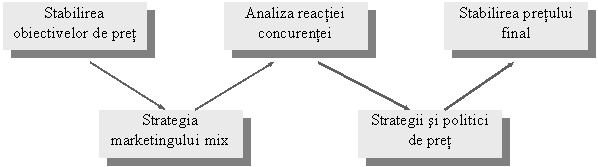 Stabilirea
obiectivelor de preţ
Strategia
marketingului mix
Analiza reacţiei
concurenţei
Strategii şi politici
de preţ
Stabilirea preţului
final